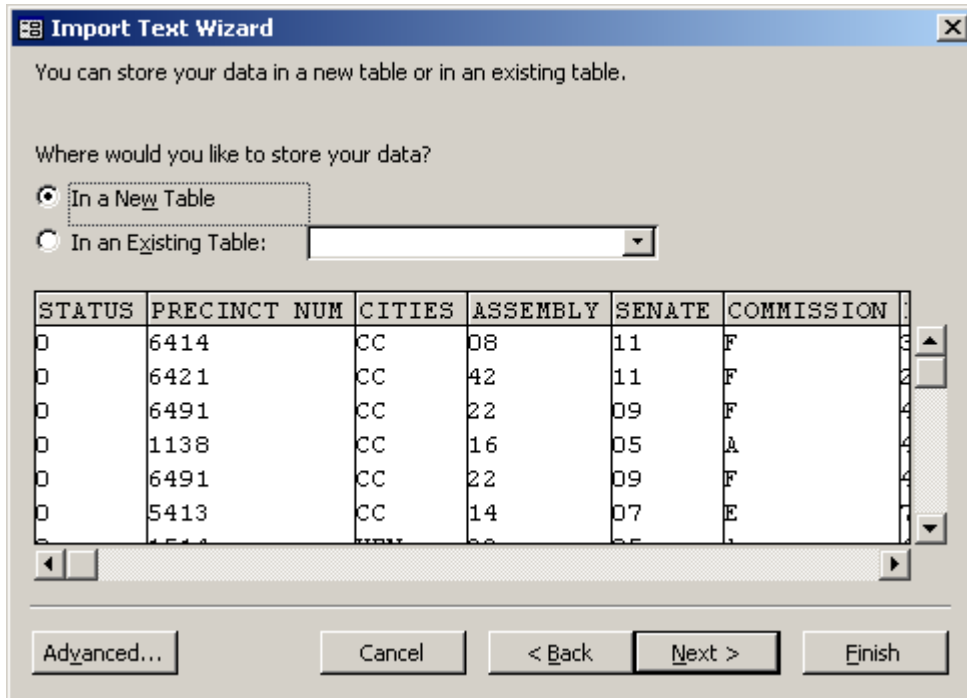 Import Text Wizard
You can store your data in a new table or in an existing table.
Where would you like to store your data?
In a New Table
In an Existing Table:
STATUS PRECINCT NUM CITIES ASSEMBLY SENATE COMMISSION
O 6414 CC 08 11 F
O 6421 CC 42 11 F
O 6491 CC 22 09 F
O 1138 CC 16 05 A
O 6491 CC 22 09 F
O 5413 CC 14 07 E
Advanced... Cancel < Back Next > Finish